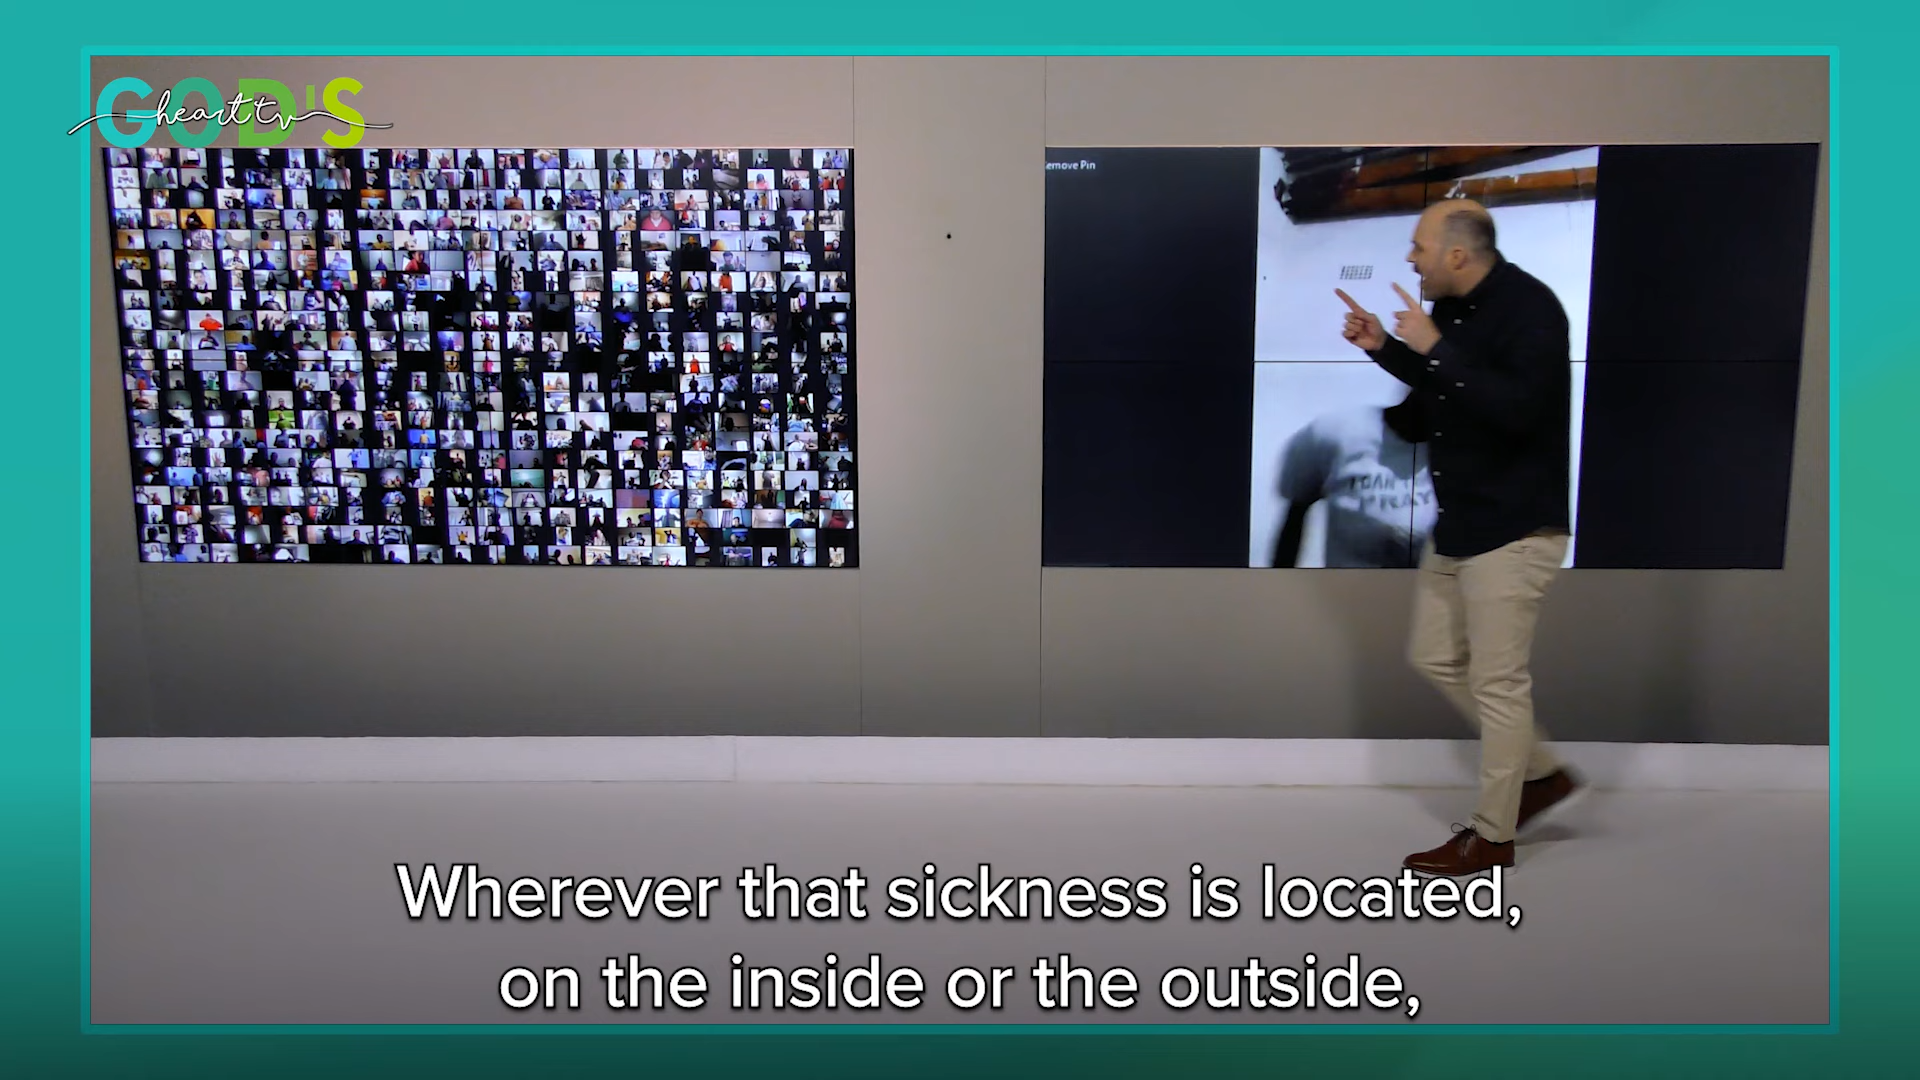 GOD'S
heart tv
emove Pin
Wherever that sickness is located,
on the inside or the outside,